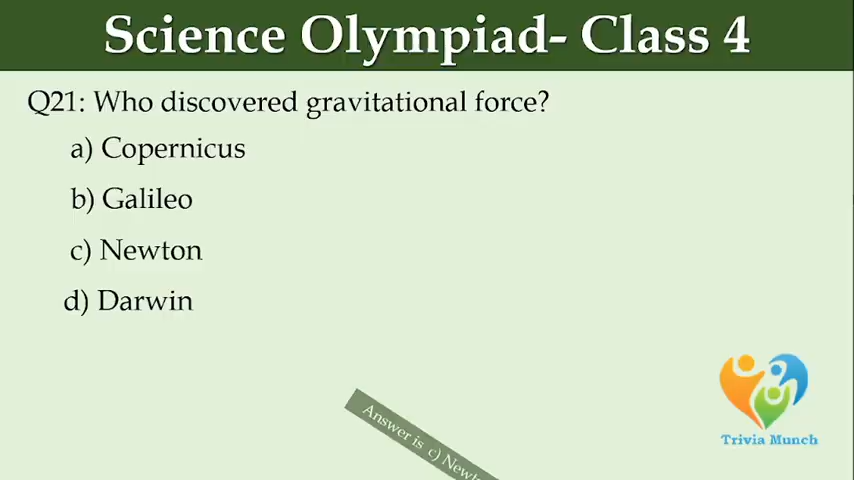 Science Olympiad- Class 4
Q21: Who discovered gravitational force?
a) Copernicus
b) Galileo
c) Newton
d) Darwin
Answer is c)
Trivia Munch